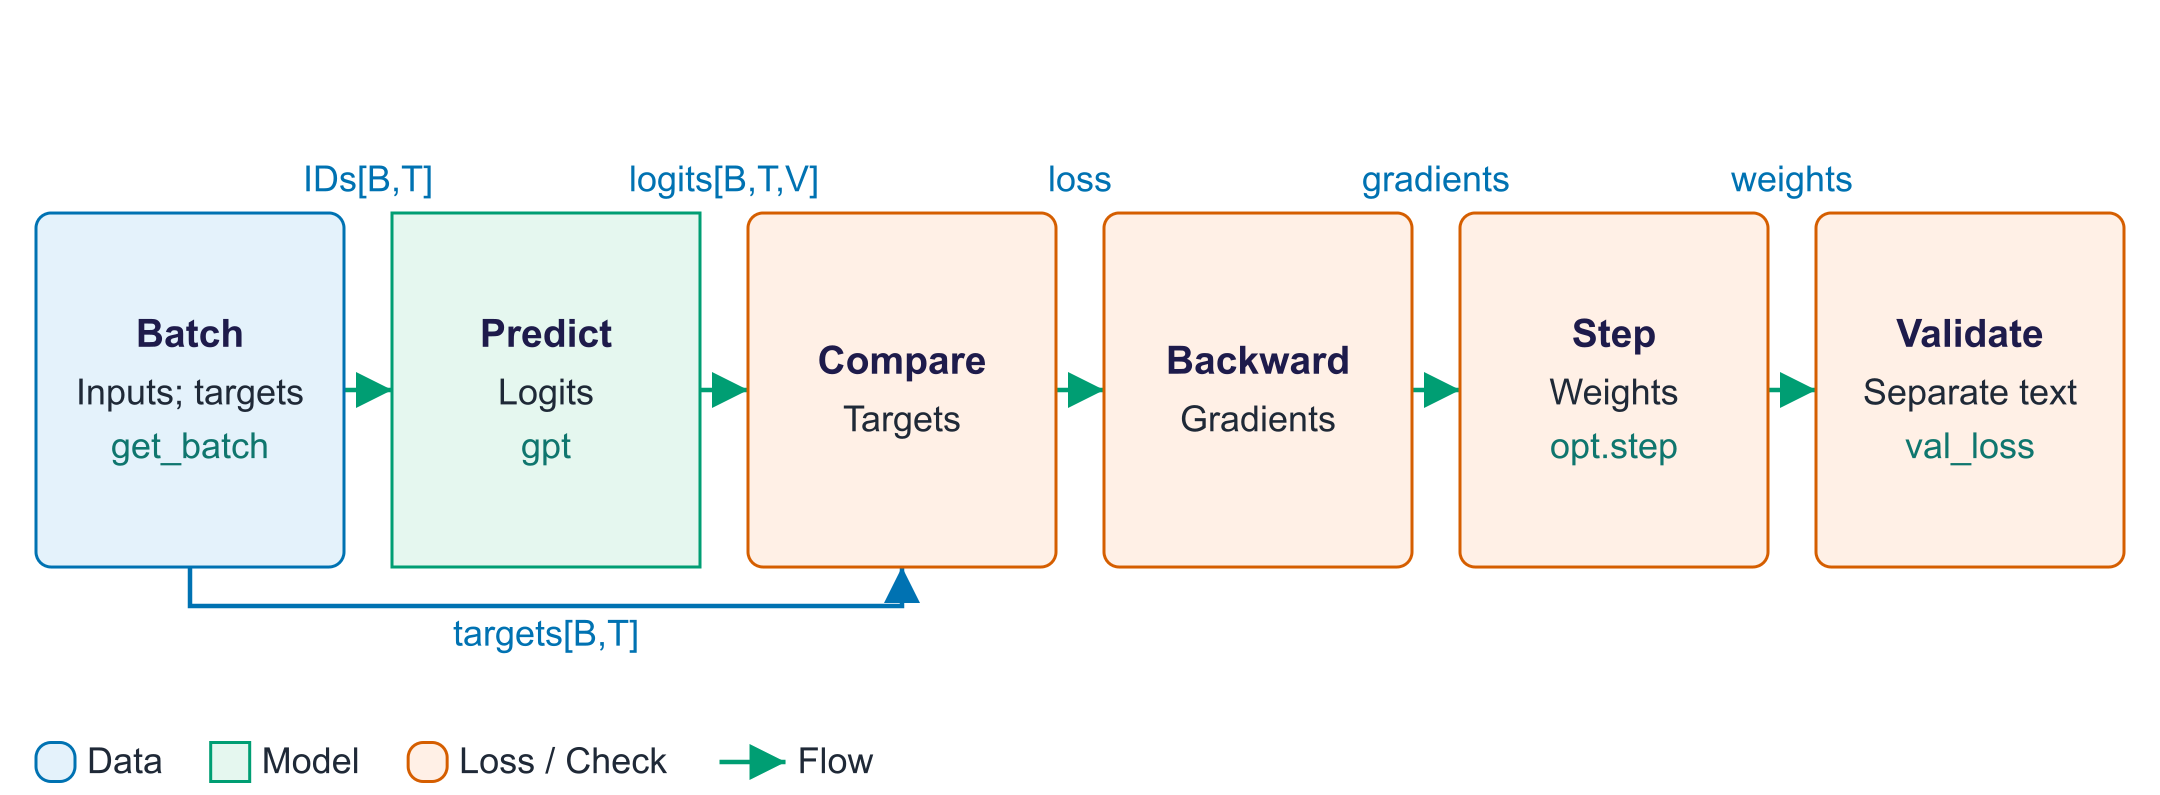 IDs[B,T]
logits[B,T,V]
loss
gradients
weights
Batch
Inputs; targets
get_batch
Predict
Logits
gpt
Compare
Targets
Backward
Gradients
Step
Weights
opt.step
Validate
Separate text
val_loss
targets[B,T]
Data
Model
Loss / Check
Flow